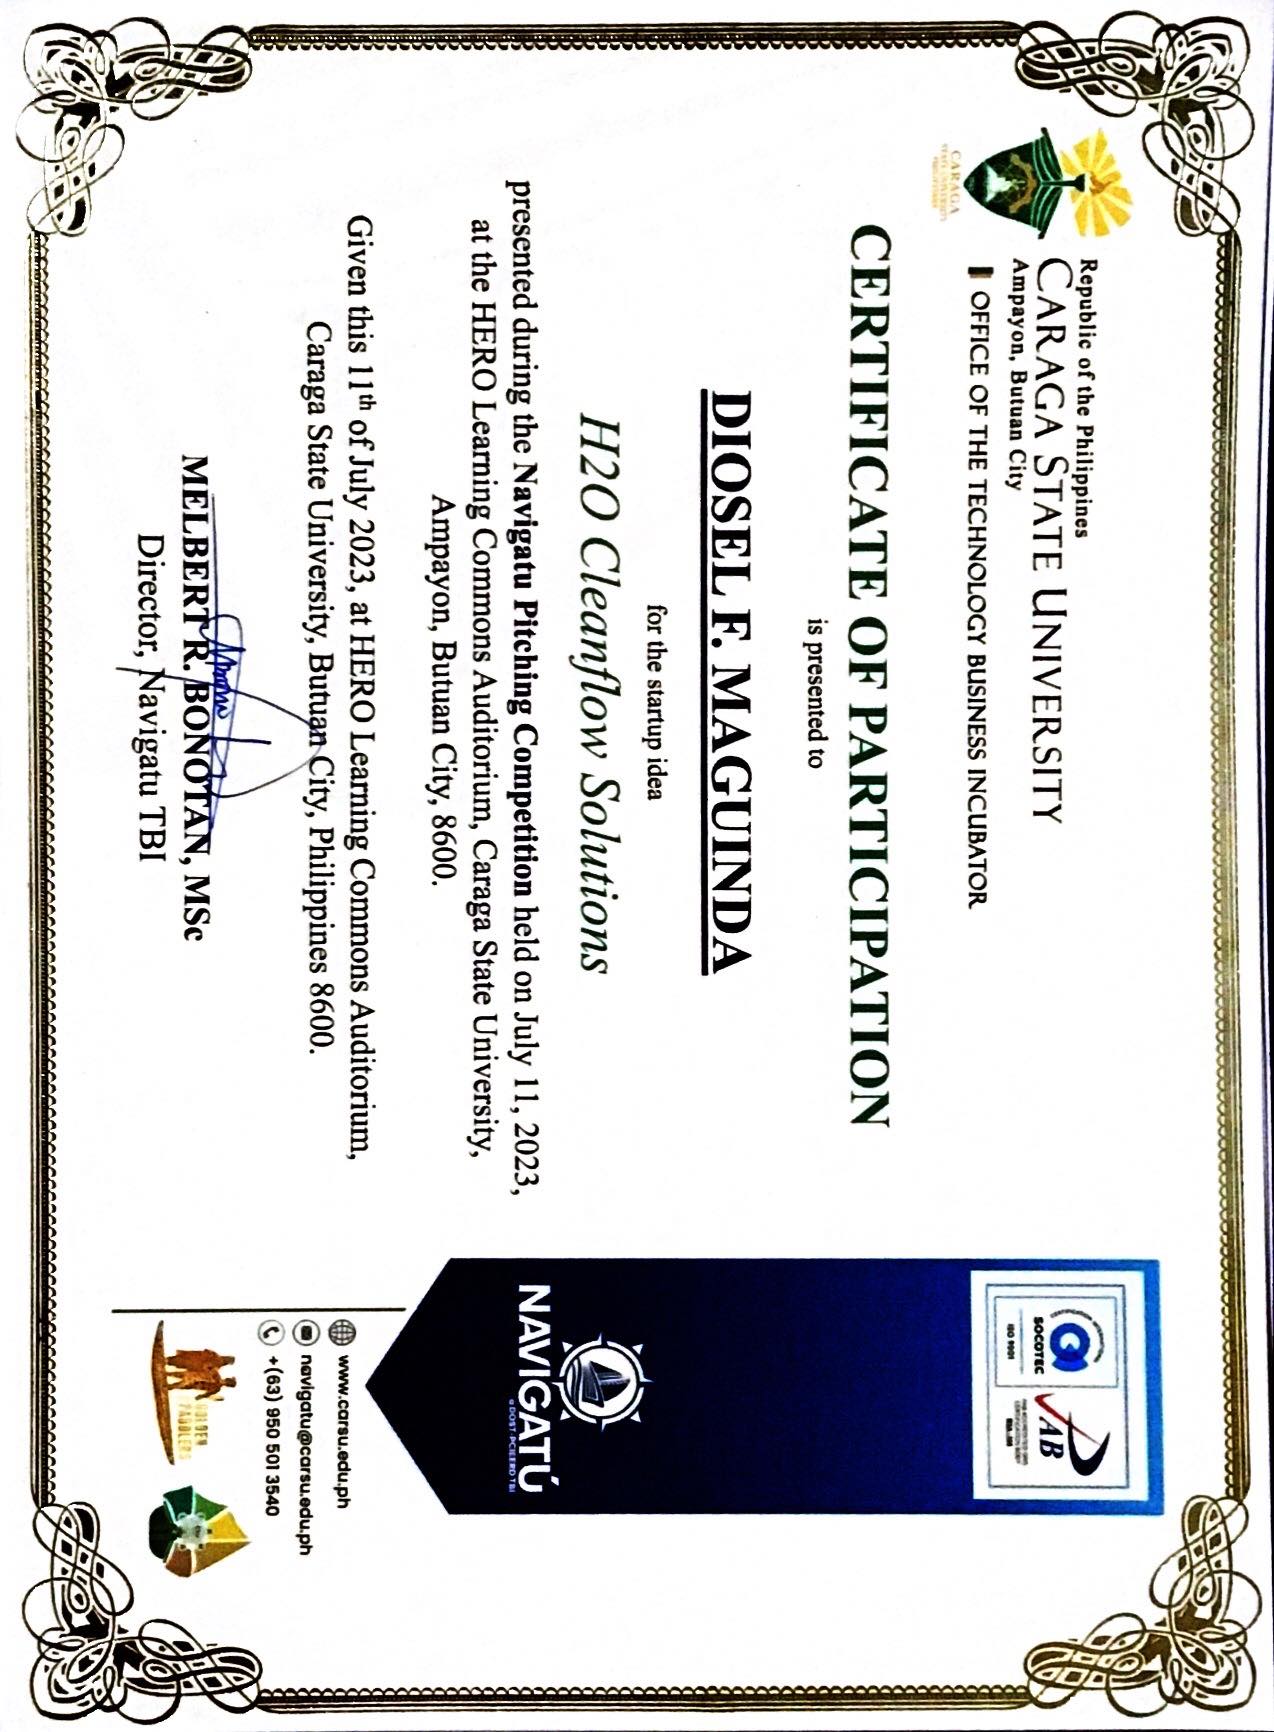 Republic of the Philippines
CARAGA STATE UNIVERSITY
Ampayon, Butuan City
OFFICE OF THE TECHNOLOGY BUSINESS INCUBATOR
CARAGA
STATE UNIVERSITY
SOCOTEC
ISO 9001
PAB
CERTIFICATE OF PARTICIPATION
is presented to
DIOSEL F. MAGUINDA
for the startup idea
H2O Cleanflow Solutions
presented during the Navigatu Pitching Competition held on July 11, 2023,
at the HERO Learning Commons Auditorium, Caraga State University,
Ampayon, Butuan City, 8600.
Given this 11th of July 2023, at HERO Learning Commons Auditorium,
Caraga State University, Butuan City, Philippines 8600.
MELBERT R. BONOTAN, MSc
Director, Navigatu TBI
NAVIGATÚ
a DOST-PCIEERD TBI
www.carsu.edu.ph
navigatu@carsu.edu.ph
+(63) 950 501 3540
GOLDEN
PADDLERS